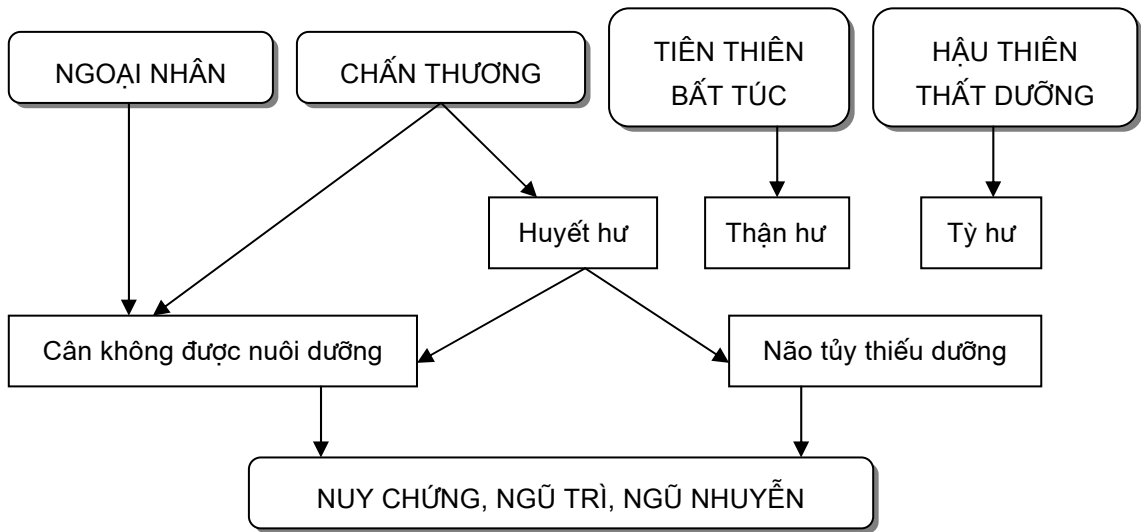 NGOẠI NHÂN
CHẤN THƯƠNG
TIÊN THIÊN
BẤT TÚC
HẬU THIÊN
THẤT DƯỠNG
Huyết hư
Thận hư
Tỳ hư
Cân không được nuôi dưỡng
Não tủy thiếu dưỡng
NUY CHỨNG, NGŨ TRÌ, NGŨ NHUYỄN